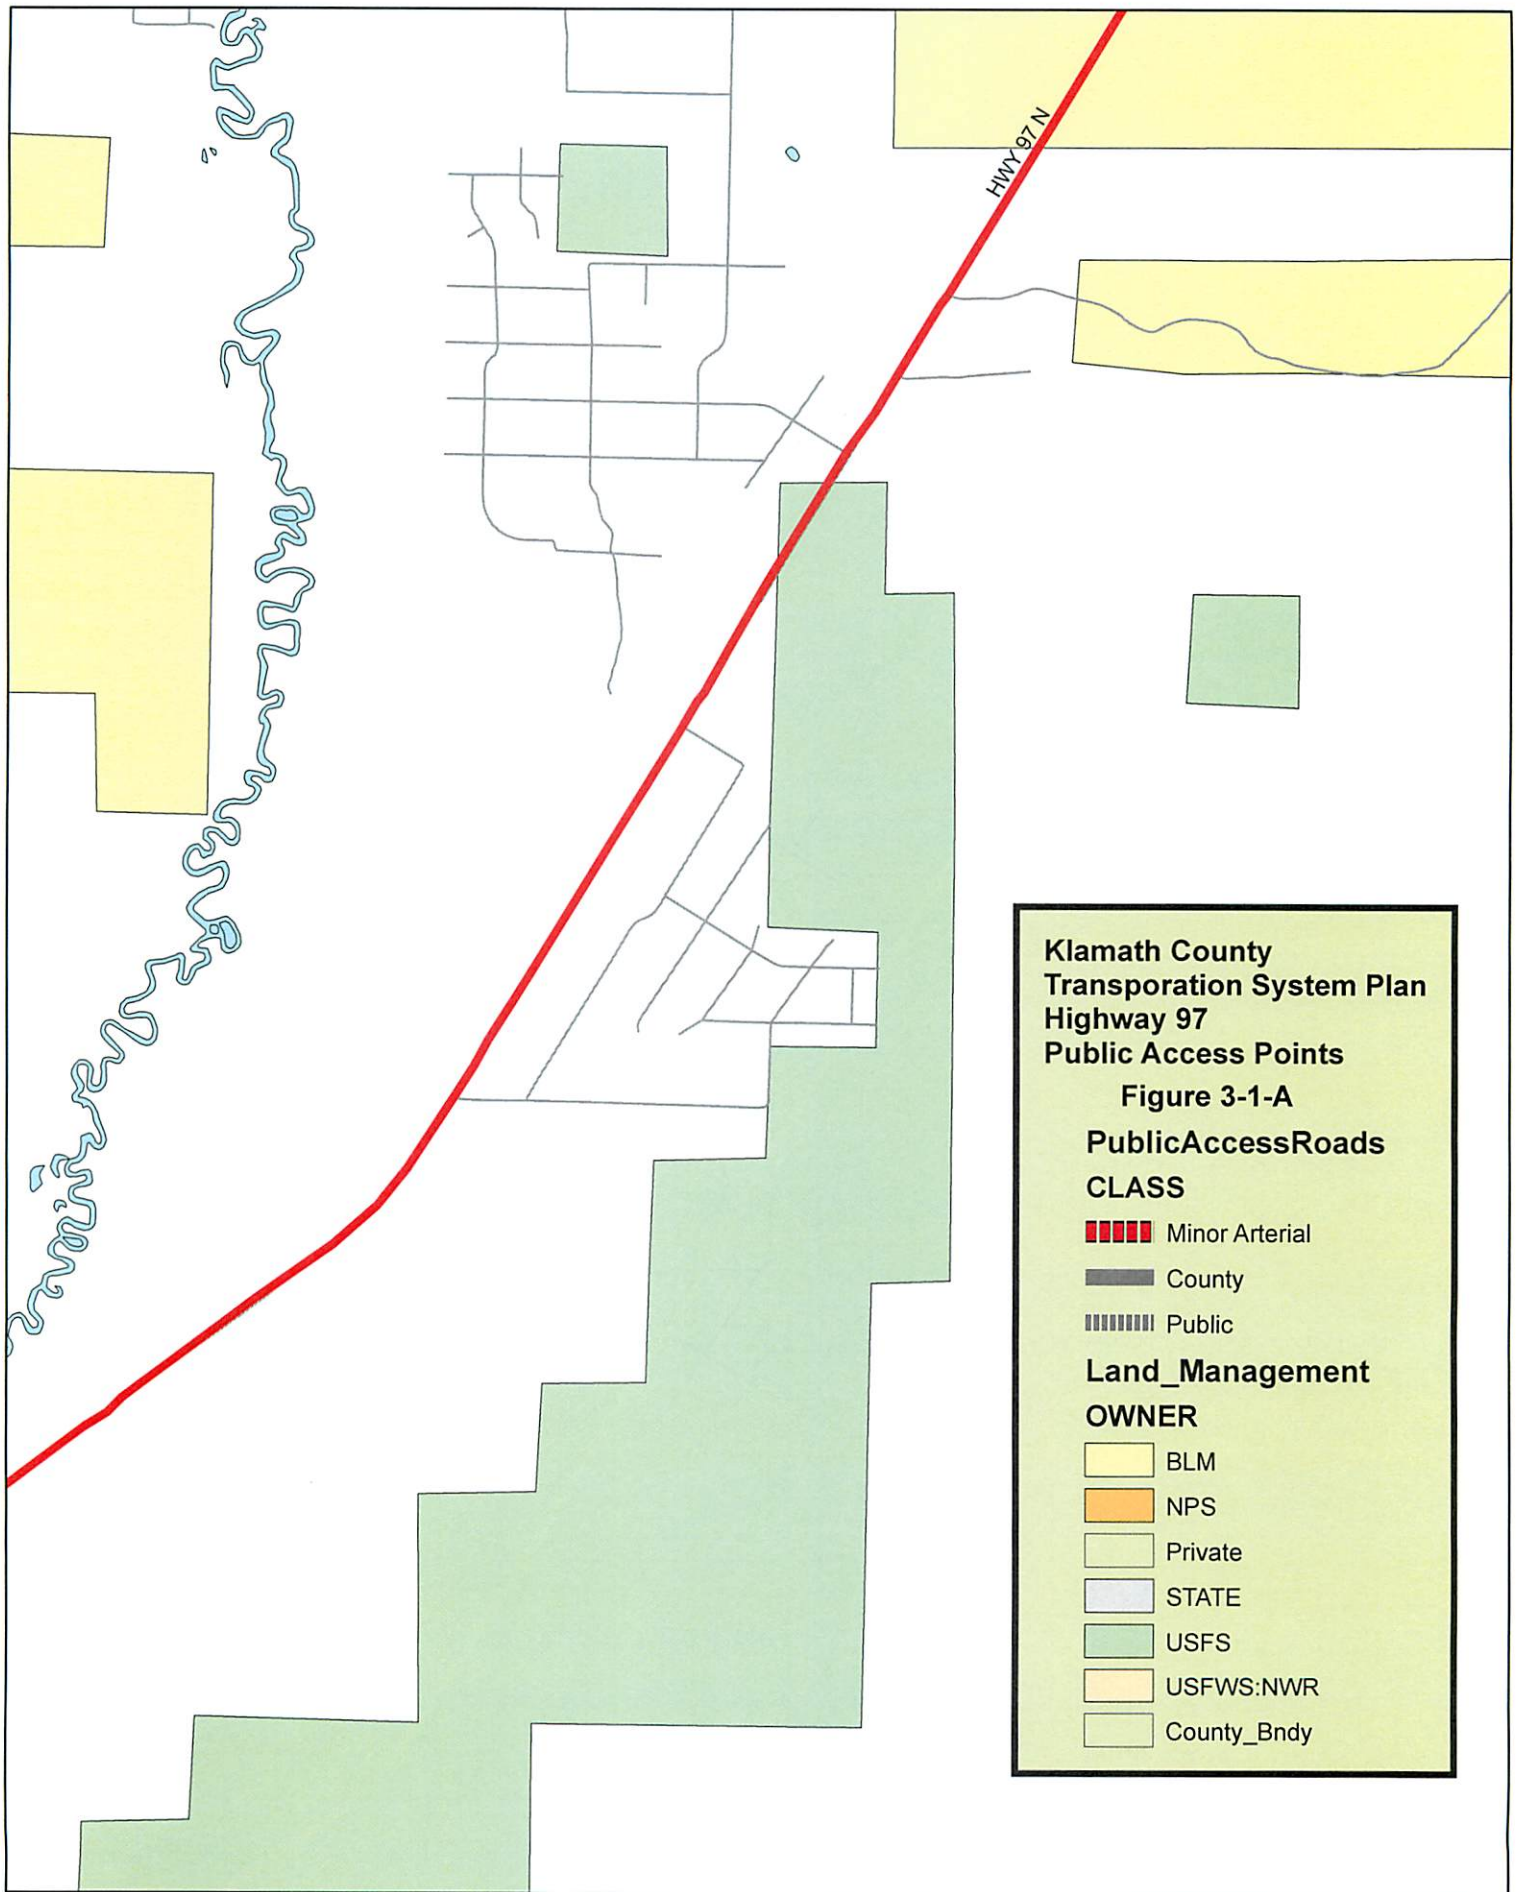 HWY 97 N
Klamath County
Transporation System Plan
Highway 97
Public Access Points
Figure 3-1-A
PublicAccessRoads
CLASS
Minor Arterial
County
Public
Land_Management
OWNER
BLM
NPS
Private
STATE
USFS
USFWS:NWR
County_Bndy